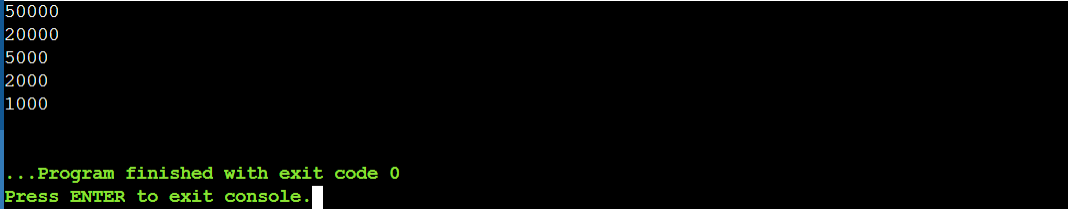 50000
20000
5000
2000
1000
...Program finished with exit code 0
Press ENTER to exit console.